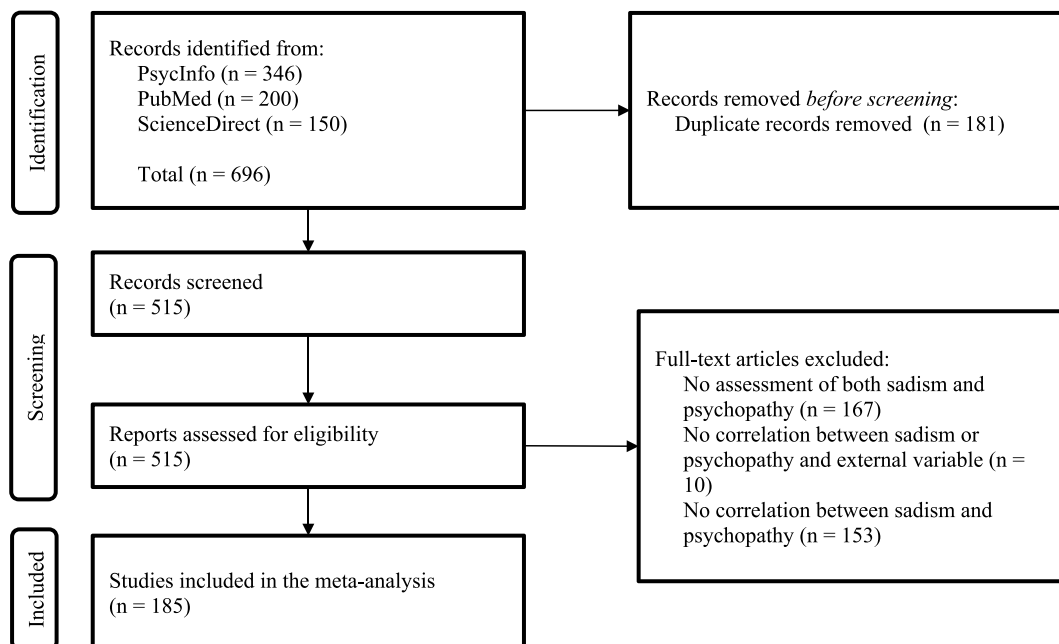 Identification
Records identified from:
PsycInfo (n = 346)
PubMed (n = 200)
ScienceDirect (n = 150)
Total (n = 696)
Records removed before screening:
Duplicate records removed (n = 181)
Screening
Records screened
(n = 515)
Reports assessed for eligibility
(n = 515)
Full-text articles excluded:
No assessment of both sadism and
psychopathy (n = 167)
No correlation between sadism or
psychopathy and external variable (n =
10)
No correlation between sadism and
psychopathy (n = 153)
Included
Studies included in the meta-analysis
(n = 185)